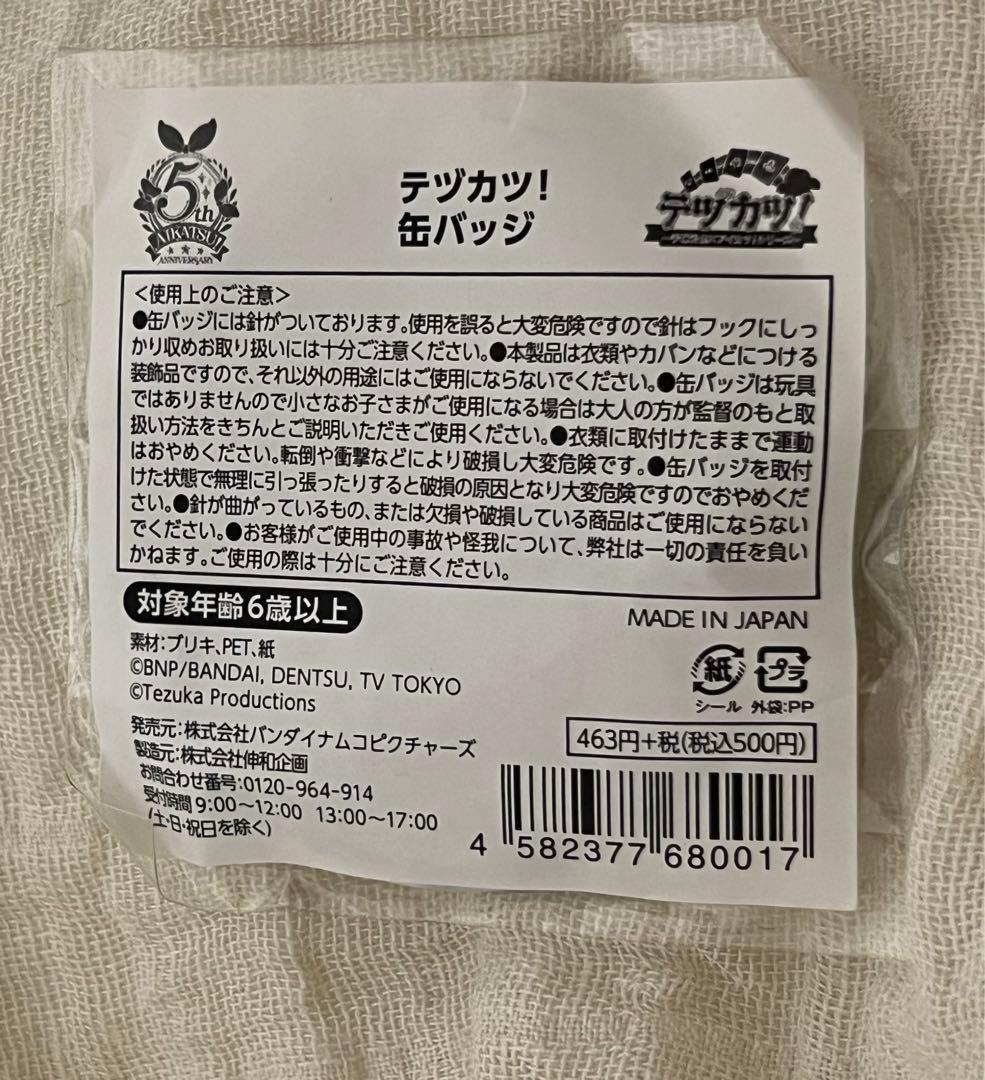 5th
AIKATSU!
ANNIVERSARY
テヅカツ!
缶バッジ
テヅカツ!
<使用上のご注意>
●缶バッジには針がついております。使用を誤ると大変危険ですので針はフックにしっ
かり収めお取り扱いには十分ご注意ください。●本製品は衣類やカバンなどにつける
装飾品ですので、それ以外の用途にはご使用にならないでください。●缶バッジは玩具
ではありませんので小さなお子さまがご使用になる場合は大人の方が監督のもと取
扱い方法をきちんとご説明いただきご使用ください。●衣類に取付けたままで運動
はおやめください。転倒や衝撃などにより破損し大変危険です。●缶バッジを取付
けた状態で無理に引っ張ったりすると破損の原因となり大変危険ですのでおやめくだ
さい。●針が曲がっているもの、または欠損や破損している商品はご使用にならない
でください。●お客様がご使用中の事故や怪我について、弊社は一切の責任を負い
かねます。ご使用の際は十分にご注意ください。
対象年齢6歳以上
MADE IN JAPAN
素材:ブリキ、PET、紙
©BNP/BANDAI, DENTSU, TV TOKYO
©Tezuka Productions
紙 プラ
シール 外袋:PP
発売元:株式会社バンダイナムコピクチャーズ
製造元:株式会社伸和企画
お問合わせ番号:0120-964-914
受付時間 9:00~12:00 13:00~17:00
(土・日・祝日を除く)
463円+税(税込500円)
4 582377 680017